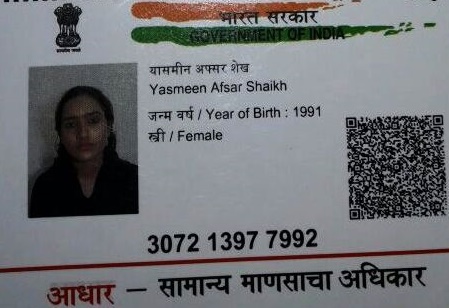 भारत सरकार
GOVERNMENT OF INDIA
यासमीन अफसर शेख
Yasmeen Afsar Shaikh
जन्म वर्ष / Year of Birth : 1991
स्त्री / Female
3072 1397 7992
आधार — सामान्य माणसाचा अधिकार